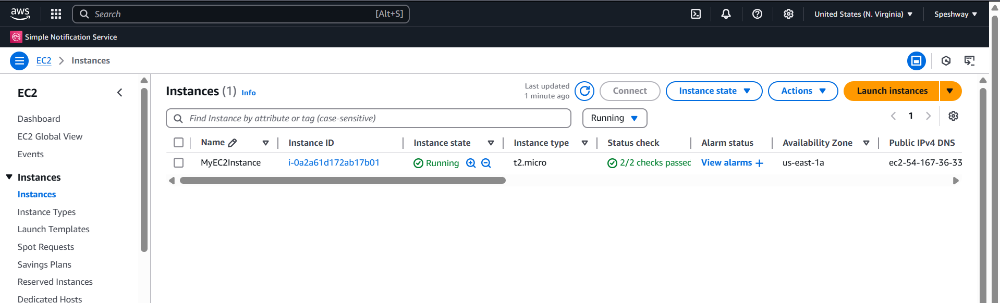 aws
Search [Alt+S]
United States (N. Virginia)
Speshway
Simple Notification Service
EC2
Instances
EC2
Dashboard
EC2 Global View
Events
Instances
Instances
Instance Types
Launch Templates
Spot Requests
Savings Plans
Reserved Instances
Dedicated Hosts
Instances (1) Info
Last updated
1 minute ago
Connect
Instance state
Actions
Launch instances
Find Instance by attribute or tag (case-sensitive)
Running
1
Name Instance ID Instance state Instance type Status check Alarm status Availability Zone Public IPv4 DNS
MyEC2Instance i-0a2a61d172ab17b01 Running t2.micro 2/2 checks passed View alarms + us-east-1a ec2-54-167-36-33